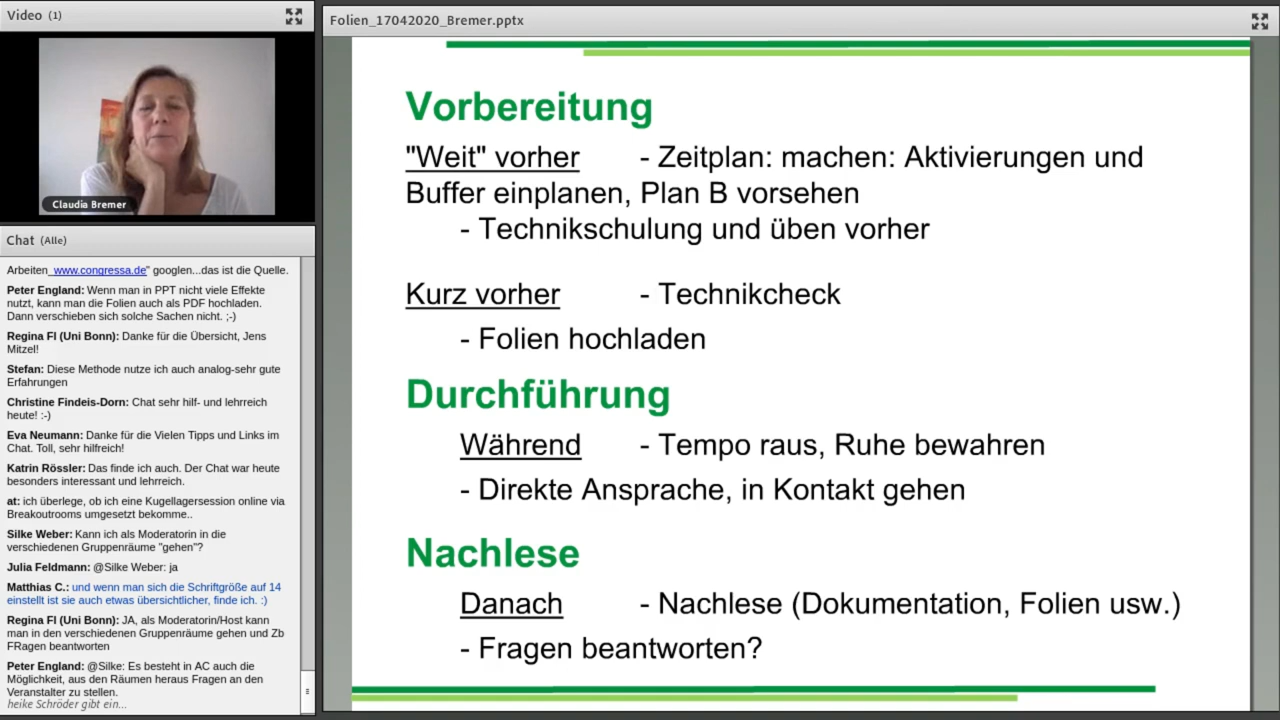 Video (1)
Claudia Bremer
Chat (Alle)
Arbeiten_www.congressa.de" googlen...das ist die Quelle.
Peter England: Wenn man in PPT nicht viele Effekte
nutzt, kann man die Folien auch als PDF hochladen.
Dann verschieben sich solche Sachen nicht. ;-)
Regina FI (Uni Bonn): Danke für die Übersicht, Jens
Mitzel!
Stefan: Diese Methode nutze ich auch analog-sehr gute
Erfahrungen
Christine Findeis-Dorn: Chat sehr hilf- und lehrreich
heute! :-)
Eva Neumann: Danke für die Vielen Tipps und Links im
Chat. Toll, sehr hilfreich!
Katrin Rössler: Das finde ich auch. Der Chat war heute
besonders interessant und lehrreich.
at: ich überlege, ob ich eine Kugellagersession online via
Breakoutrooms umgesetzt bekomme..
Silke Weber: Kann ich als Moderatorin in die
verschiedenen Gruppenräume "gehen"?
Julia Feldmann: @Silke Weber: ja
Matthias C.: und wenn man sich die Schriftgröße auf 14
einstellt ist sie auch etwas übersichtlicher, finde ich. :)
Regina FI (Uni Bonn): JA, als Moderatorin/Host kann
man in den verschiedenen Gruppenräume gehen und Zb
FRagen beantworten
Peter England: @Silke: Es besteht in AC auch die
Möglichkeit, aus den Räumen heraus Fragen an den
Veranstalter zu stellen.
heike Schröder gibt ein...
Folien_17042020_Bremer.pptx
Vorbereitung
"Weit" vorher - Zeitplan: machen: Aktivierungen und
Buffer einplanen, Plan B vorsehen
- Technikschulung und üben vorher
Kurz vorher - Technikcheck
- Folien hochladen
Durchführung
Während - Tempo raus, Ruhe bewahren
- Direkte Ansprache, in Kontakt gehen
Nachlese
Danach - Nachlese (Dokumentation, Folien usw.)
- Fragen beantworten?